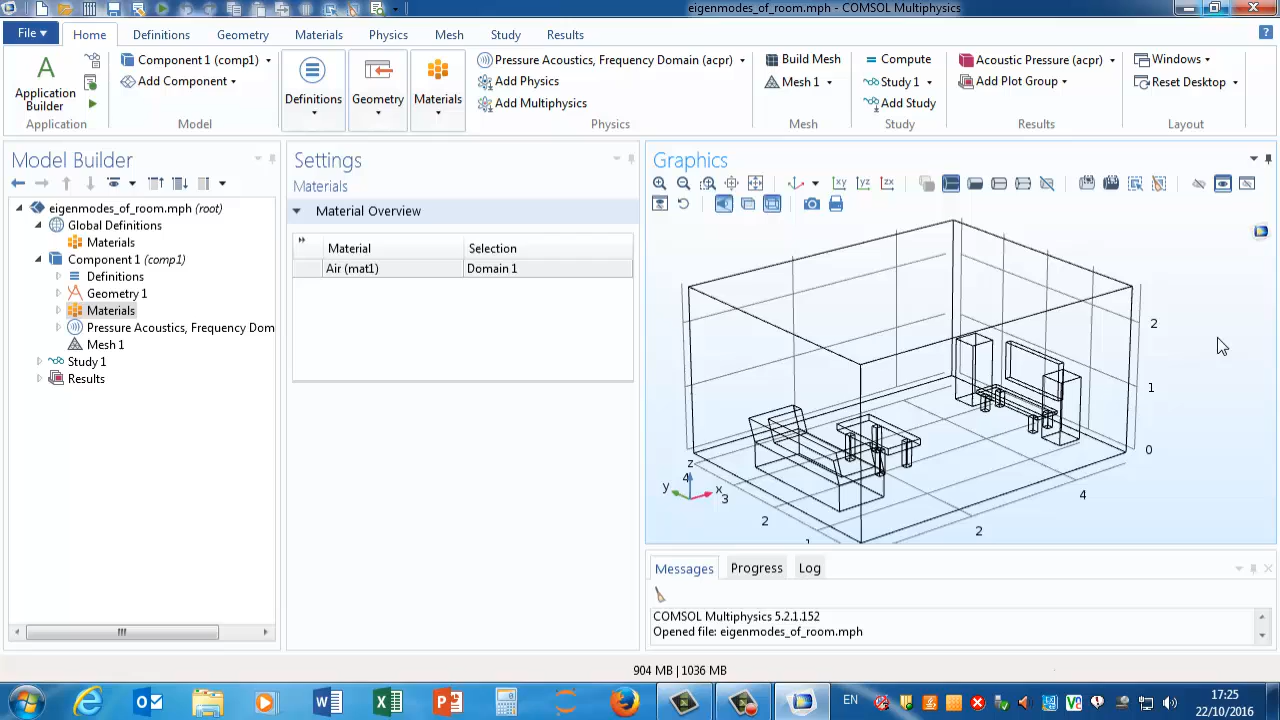 eigenmodes_of_room.mph - COMSOL Multiphysics
File Home Definitions Geometry Materials Physics Mesh Study Results
A
Application Builder
Application
Component 1 (comp1)
Add Component
Model
Definitions
Geometry
Materials
Pressure Acoustics, Frequency Domain (acpr)
Add Physics
Add Multiphysics
Physics
Build Mesh
Mesh 1
Mesh
= Compute
Study 1
Add Study
Study
Acoustic Pressure (acpr)
Add Plot Group
Results
Windows
Reset Desktop
Layout
Model Builder
eigenmodes_of_room.mph (root)
Global Definitions
Materials
Component 1 (comp1)
Definitions
Geometry 1
Materials
Pressure Acoustics, Frequency Dom
Mesh 1
Study 1
Results
Settings
Materials
Material Overview
Material Selection
Air (mat1) Domain 1
Graphics
xy yz zx
2
1
0
4
2
2
1
3
4
z
y
x
Messages Progress Log
COMSOL Multiphysics 5.2.1.152
Opened file: eigenmodes_of_room.mph
904 MB | 1036 MB
EN
17:25
22/10/2016